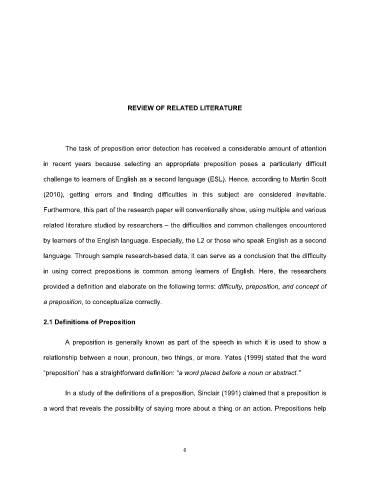 REVIEW OF RELATED LITERATURE
The task of preposition error detection has received a considerable amount of attention
in recent years because selecting an appropriate preposition poses a particularly difficult
challenge to learners of English as a second language (ESL). Hence, according to Martin Scott
(2010), getting errors and finding difficulties in this subject are considered inevitable.
Furthermore, this part of the research paper will conventionally show, using multiple and various
related literature studied by researchers – the difficulties and common challenges encountered
by learners of the English language. Especially, the L2 or those who speak English as a second
language. Through sample research-based data, it can serve as a conclusion that the difficulty
in using correct prepositions is common among learners of English. Here, the researchers
provided a definition and elaborate on the following terms: difficulty, preposition, and concept of
a preposition, to conceptualize correctly.
2.1 Definitions of Preposition
A preposition is generally known as part of the speech in which it is used to show a
relationship between a noun, pronoun, two things, or more. Yates (1999) stated that the word
“preposition” has a straightforward definition: “a word placed before a noun or abstract.”
In a study of the definitions of a preposition, Sinclair (1991) claimed that a preposition is
a word that reveals the possibility of saying more about a thing or an action. Prepositions help